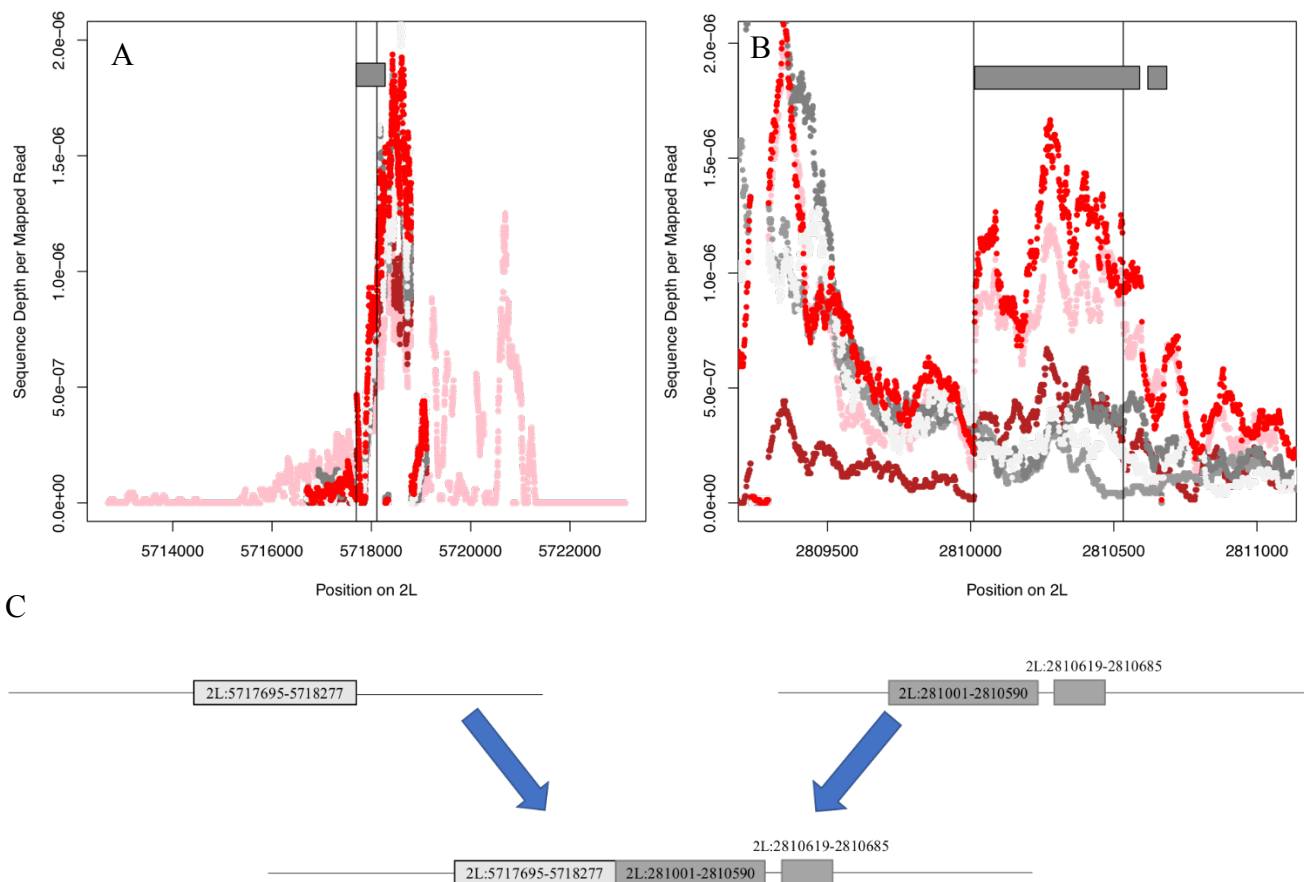 A
Sequence Depth per Mapped Read
0.0e+00 5.0e-07 1.0e-06 1.5e-06 2.0e-06
5714000 5716000 5718000 5720000 5722000
Position on 2L
B
Sequence Depth per Mapped Read
0.0e+00 5.0e-07 1.0e-06 1.5e-06 2.0e-06
2809500 2810000 2810500 2811000
Position on 2L
C
2L:5717695-5718277
2L:2810619-2810685
2L:281001-2810590
2L:2810619-2810685
2L:5717695-5718277 2L:281001-2810590